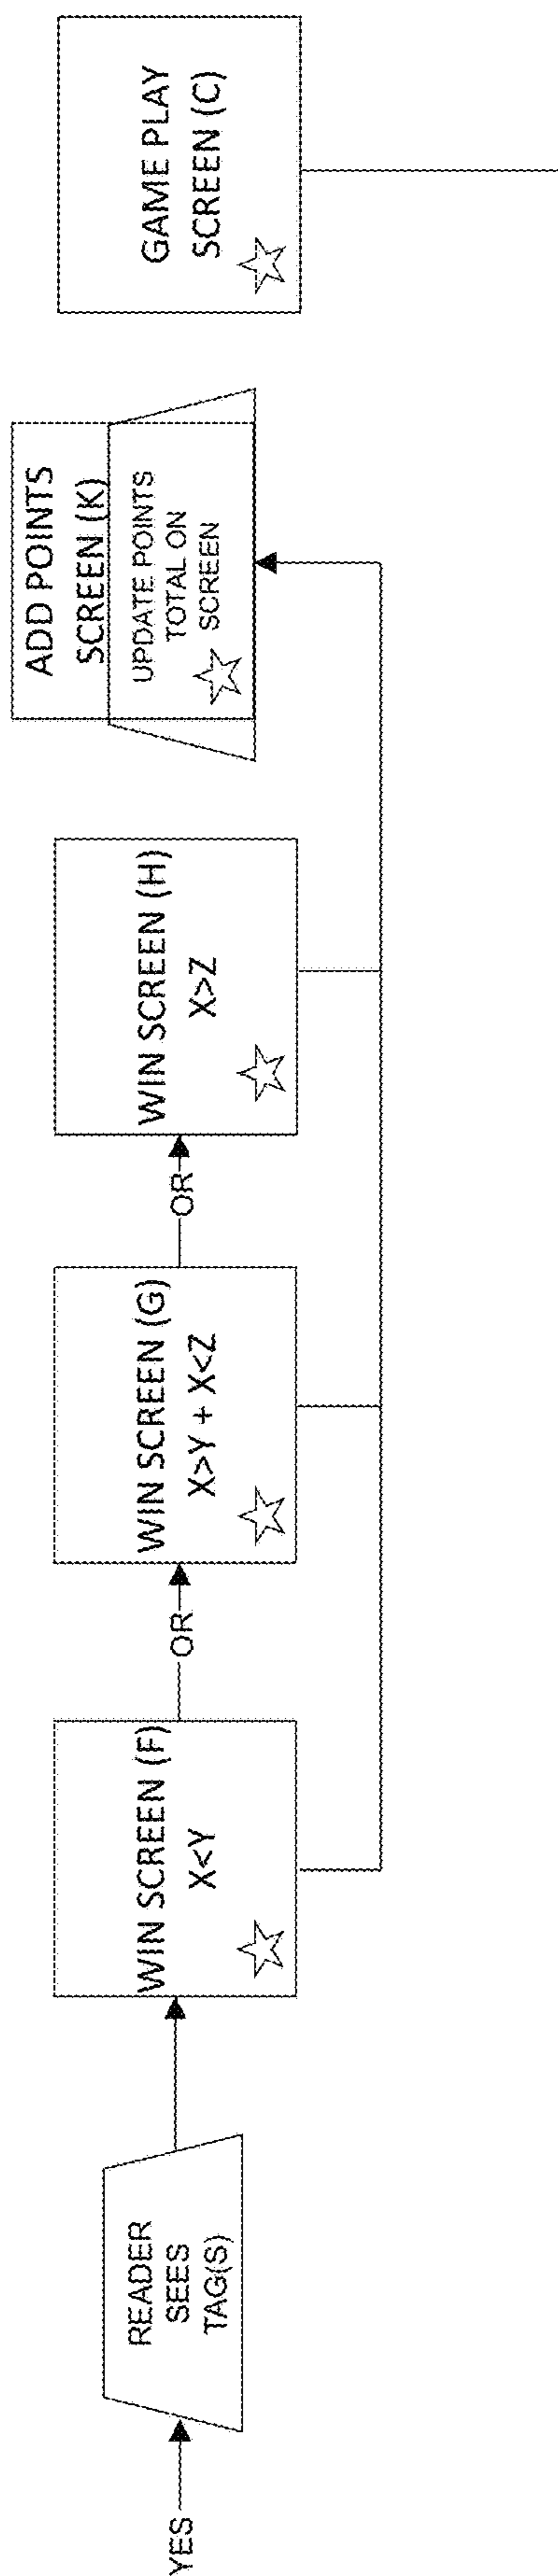 YES
READER
SEES
TAG(S)
WIN SCREEN (F)
X<Y
OR
WIN SCREEN (G)
X>Y + X<Z
OR
WIN SCREEN (H)
X>Z
ADD POINTS
SCREEN (K)
UPDATE POINTS
TOTAL ON
SCREEN
GAME PLAY
SCREEN (C)